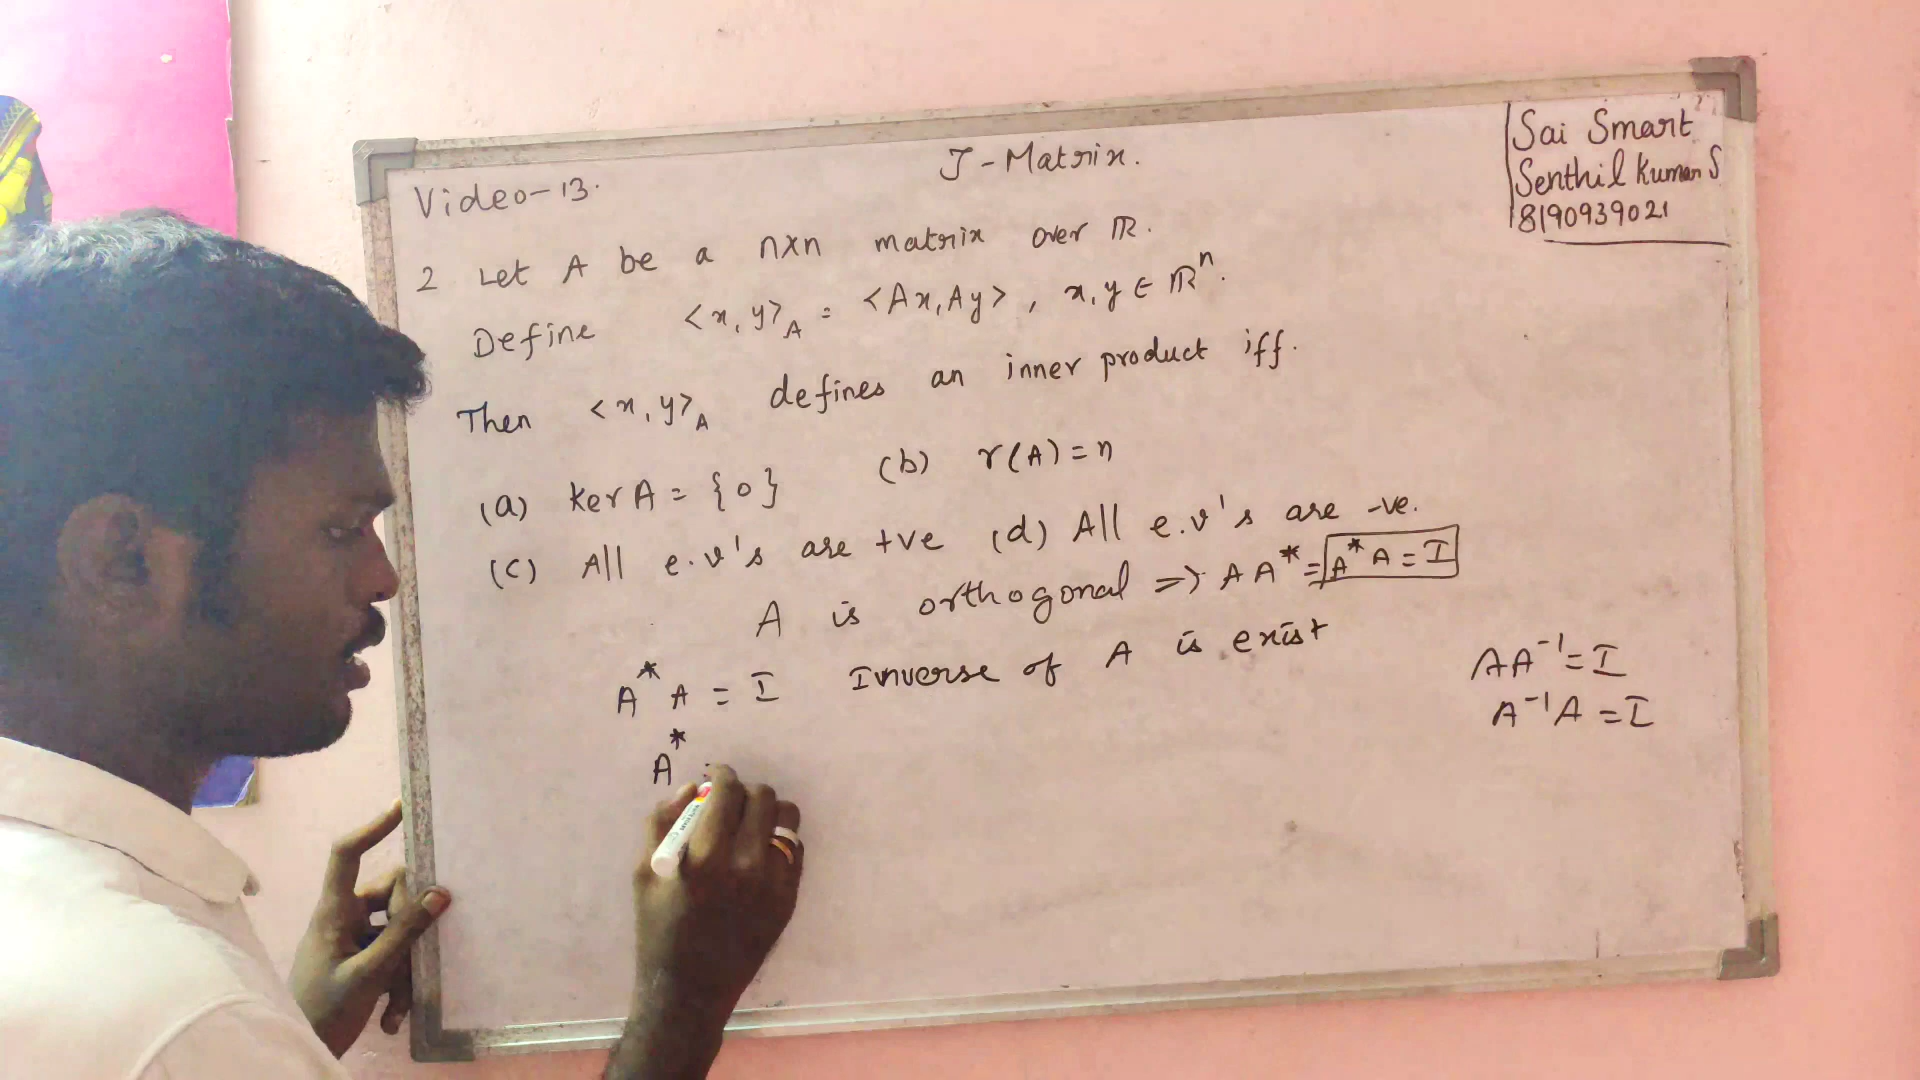 J-Matrix.
Sai Smart
Senthil Kumar S
8190939021
Video-13.
2 Let A be a n×n matrix over ℝ.
Define <x, y>_A = <Ax, Ay>, x, y ∈ ℝ^n.
Then <x, y>_A defines an inner product iff.
(a) ker A = {0} (b) r(A) = n
(c) All e.v's are +ve (d) All e.v's are -ve.
A is orthogonal => AA* = A*A = I
A*A = I Inverse of A is exist
AA^-1 = I
A^-1A = I
A*